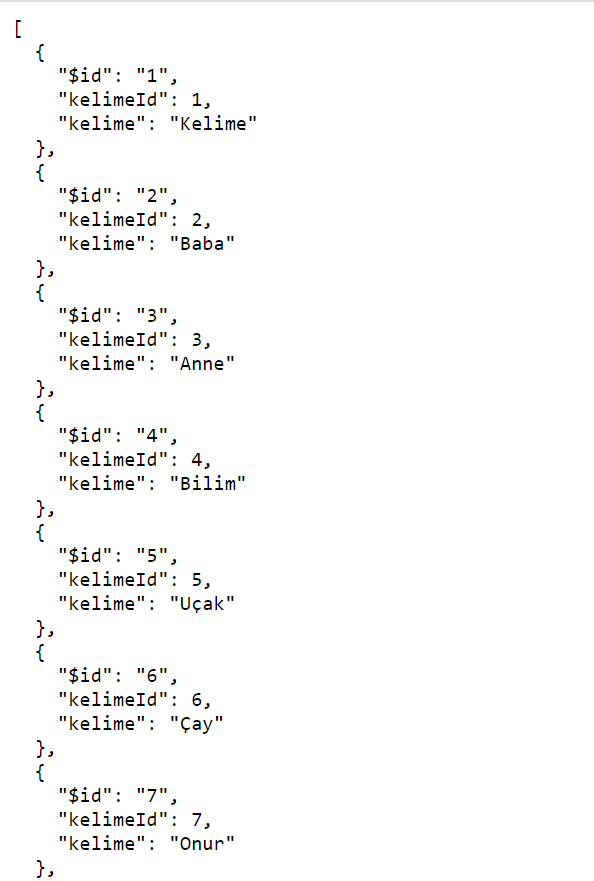 [
  {
    "$id": "1",
    "kelimeId": 1,
    "kelime": "Kelime"
  },
  {
    "$id": "2",
    "kelimeId": 2,
    "kelime": "Baba"
  },
  {
    "$id": "3",
    "kelimeId": 3,
    "kelime": "Anne"
  },
  {
    "$id": "4",
    "kelimeId": 4,
    "kelime": "Bilim"
  },
  {
    "$id": "5",
    "kelimeId": 5,
    "kelime": "Uçak"
  },
  {
    "$id": "6",
    "kelimeId": 6,
    "kelime": "Çay"
  },
  {
    "$id": "7",
    "kelimeId": 7,
    "kelime": "Onur"
  },